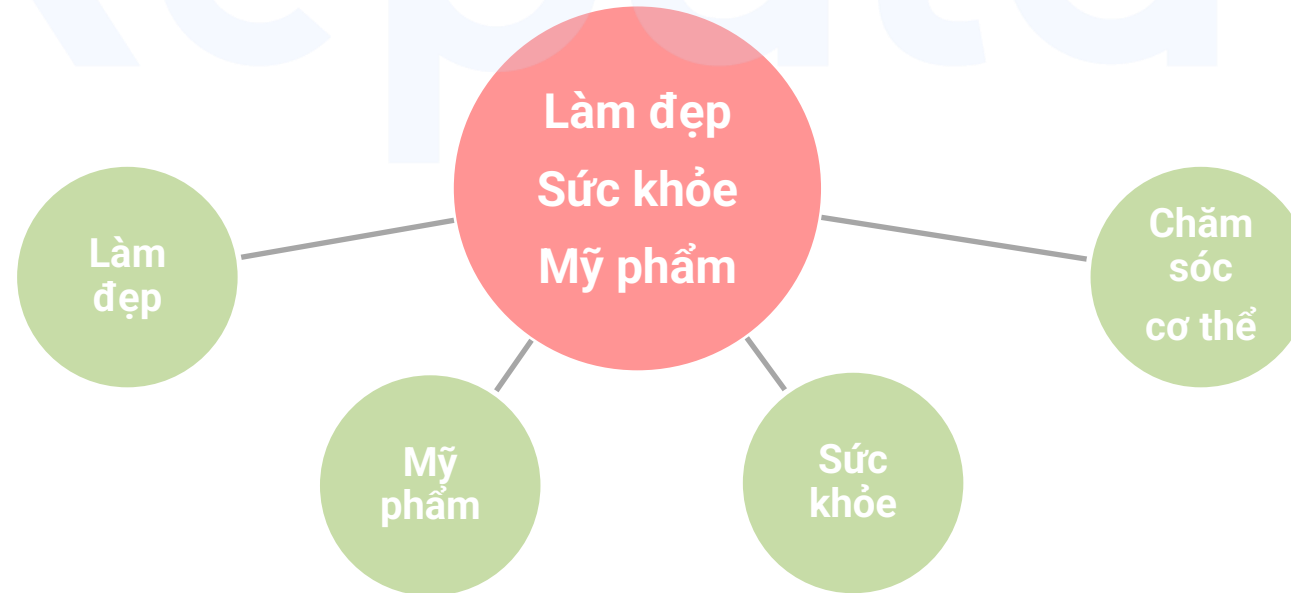 Làm đẹp
Sức khỏe
Mỹ phẩm
Làm
đẹp
Mỹ
phẩm
Sức
khỏe
Chăm
sóc
cơ thể